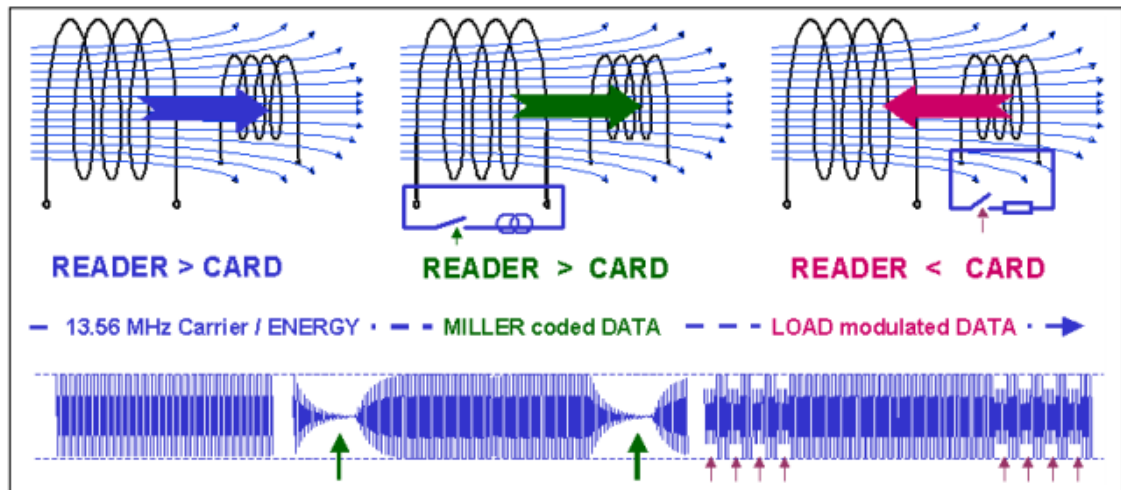 READER > CARD
READER > CARD
READER < CARD
13.56 MHz Carrier / ENERGY
MILLER coded DATA
LOAD modulated DATA